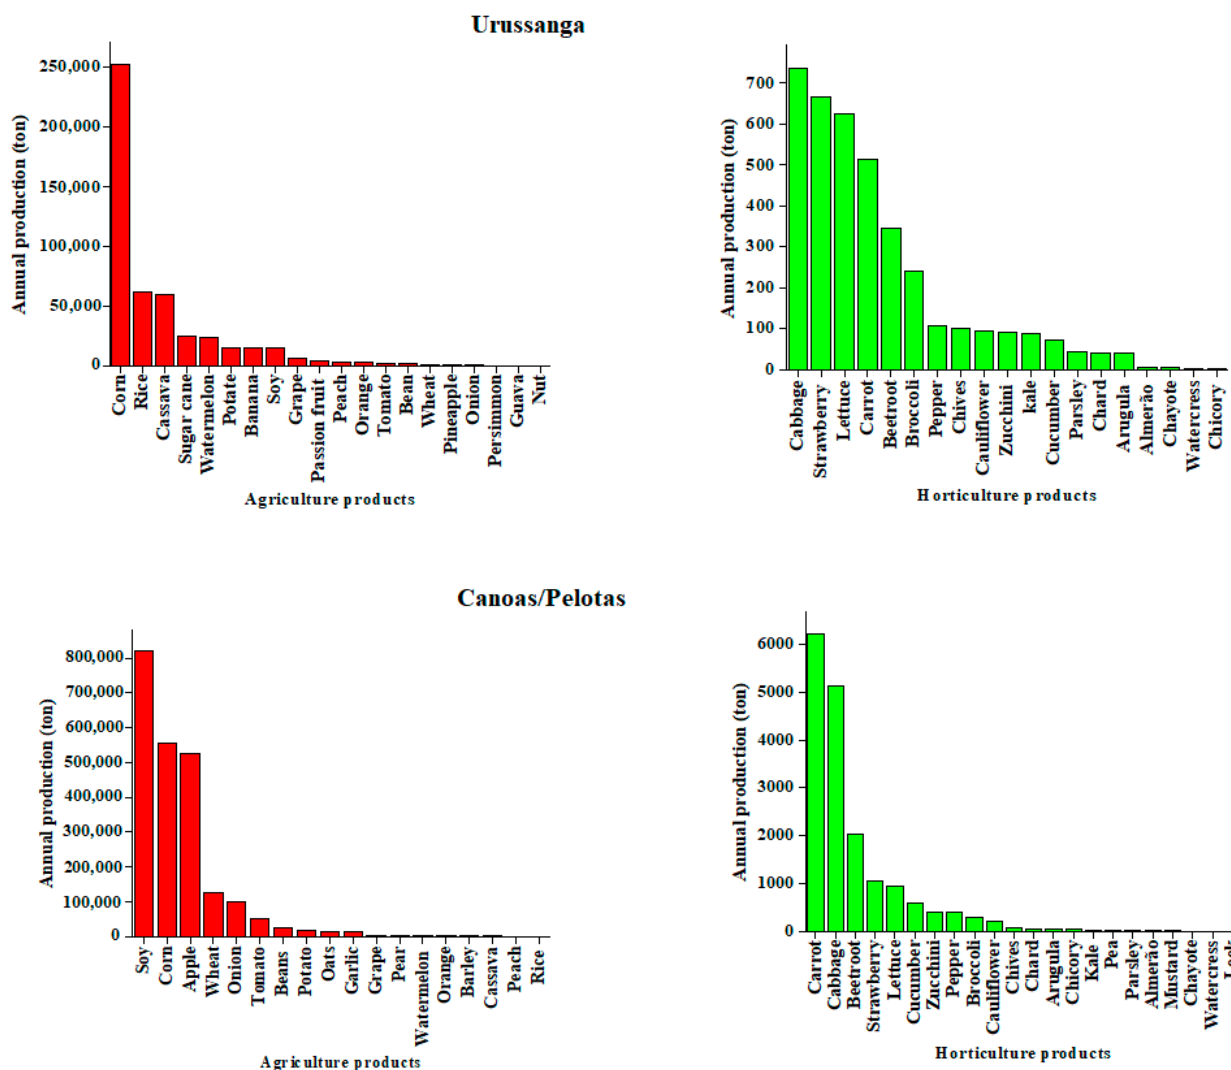 Urussanga
Annual production (ton)
250,000
200,000
150,000
100,000
50,000
0
Corn
Rice
Cassava
Sugar cane
Watermelon
Potate
Banana
Soy
Grape
Passion fruit
Peach
Orange
Tomato
Bean
Wheat
Pineapple
Onion
Persimmon
Guava
Nut
Agriculture products
Annual production (ton)
700
600
500
400
300
200
100
0
Cabbage
Strawberry
Lettuce
Carrot
Beetroot
Broccoli
Pepper
Chives
Cauliflower
Zucchini
kale
Cucumber
Parsley
Chard
Arugula
Almerão
Chayote
Watercress
Chicory
Horticulture products
Canoas/Pelotas
Annual production (ton)
800,000
700,000
600,000
500,000
400,000
300,000
200,000
100,000
0
Soy
Corn
Apple
Wheat
Onion
Tomato
Beans
Potato
Oats
Garlic
Grape
Pear
Watermelon
Orange
Barley
Cassava
Peach
Rice
Agriculture products
Annual production (ton)
6000
5000
4000
3000
2000
1000
0
Carrot
Cabbage
Beetroot
Strawberry
Lettuce
Cucumber
Zucchini
Pepper
Broccoli
Cauliflower
Chives
Chard
Arugula
Chicory
Kale
Pea
Parsley
Almerão
Mustard
Chayote
Watercress
Horticulture products